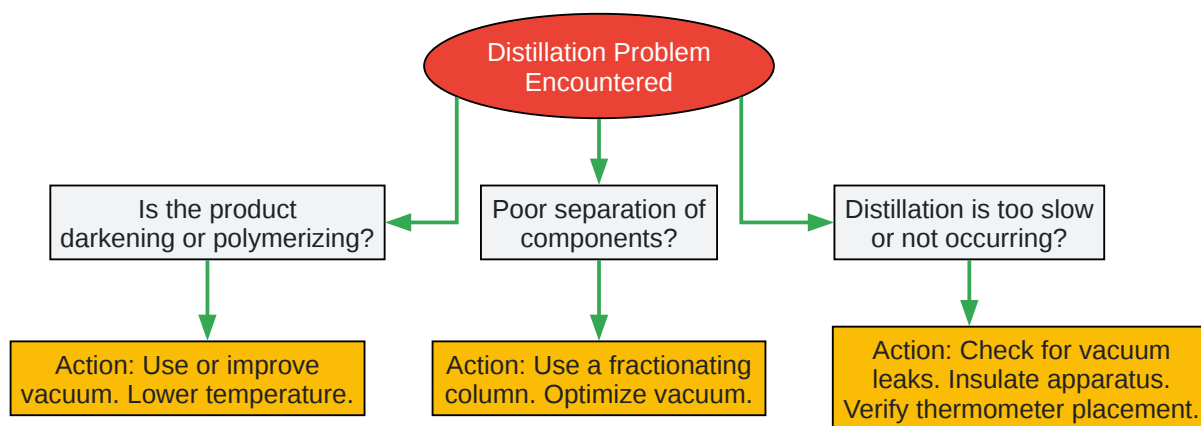 Distillation Problem
Encountered
Is the product
darkening or polymerizing?
Poor separation of
components?
Distillation is too slow
or not occurring?
Action: Use or improve
vacuum. Lower temperature.
Action: Use a fractionating
column. Optimize vacuum.
Action: Check for vacuum
leaks. Insulate apparatus.
Verify thermometer placement.